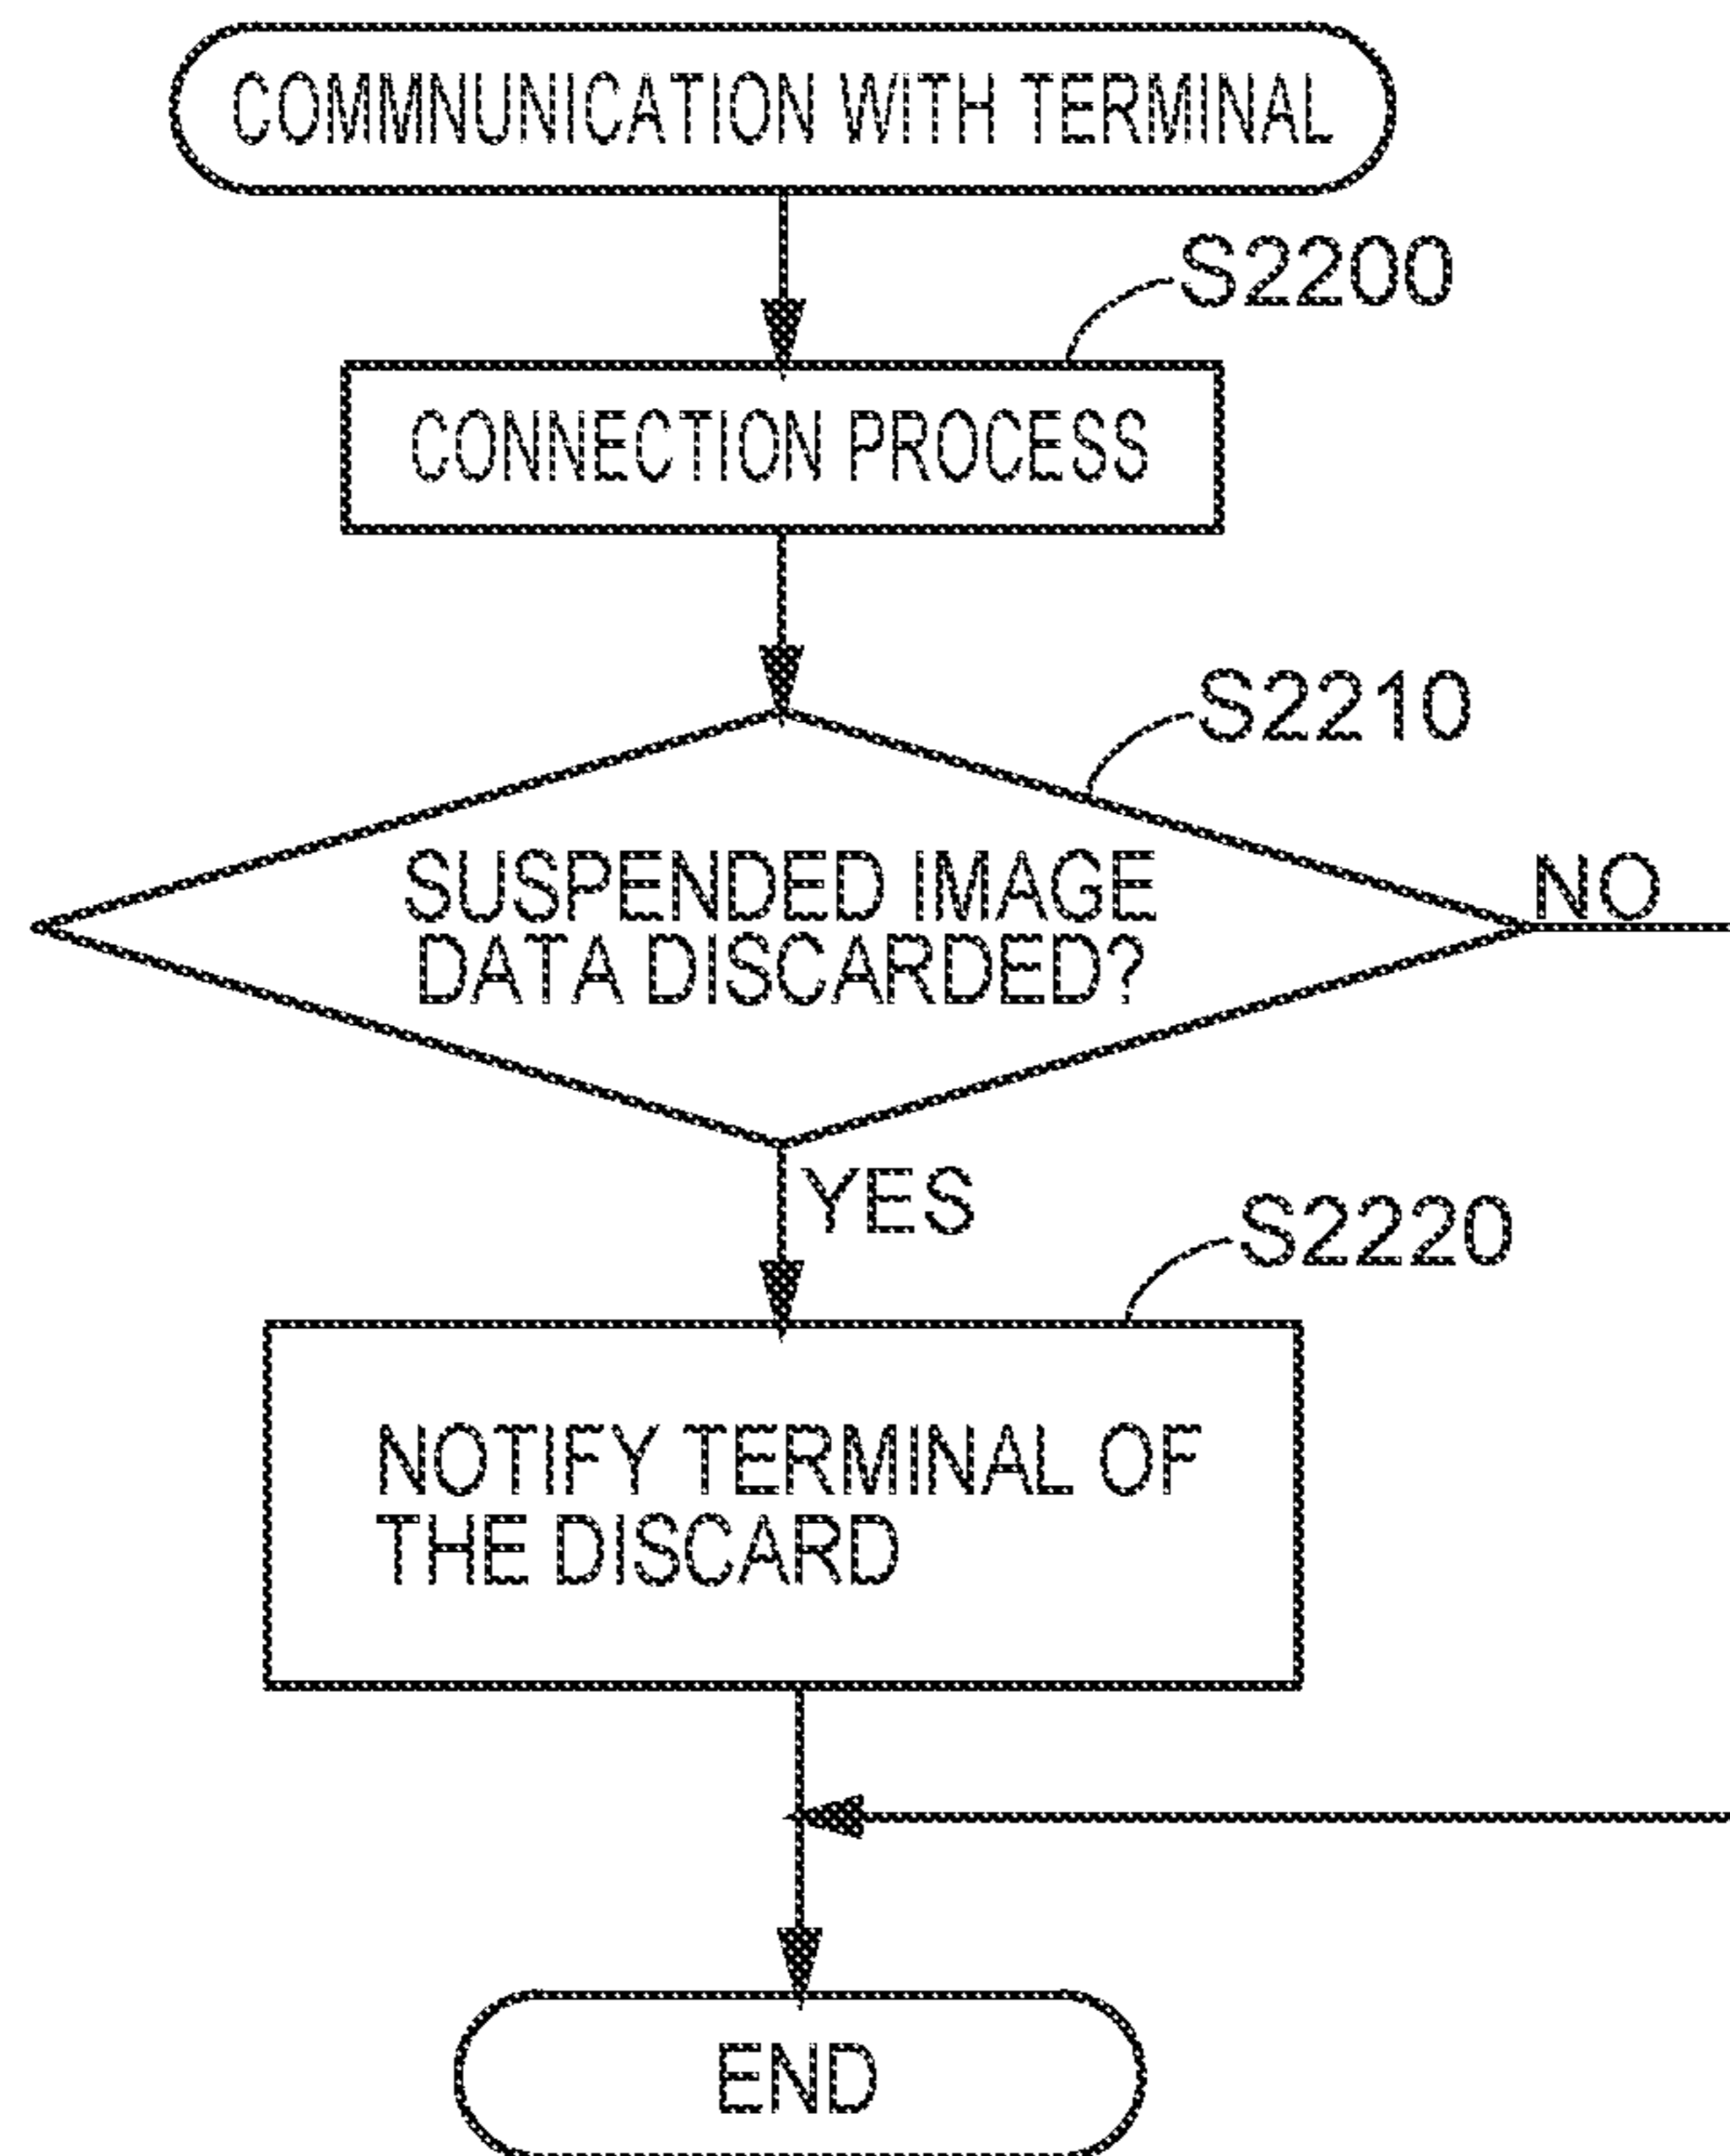 COMMNUNICATION WITH TERMINAL
S2200
CONNECTION PROCESS
S2210
SUSPENDED IMAGE
DATA DISCARDED?
NO
YES
S2220
NOTIFY TERMINAL OF
THE DISCARD
END